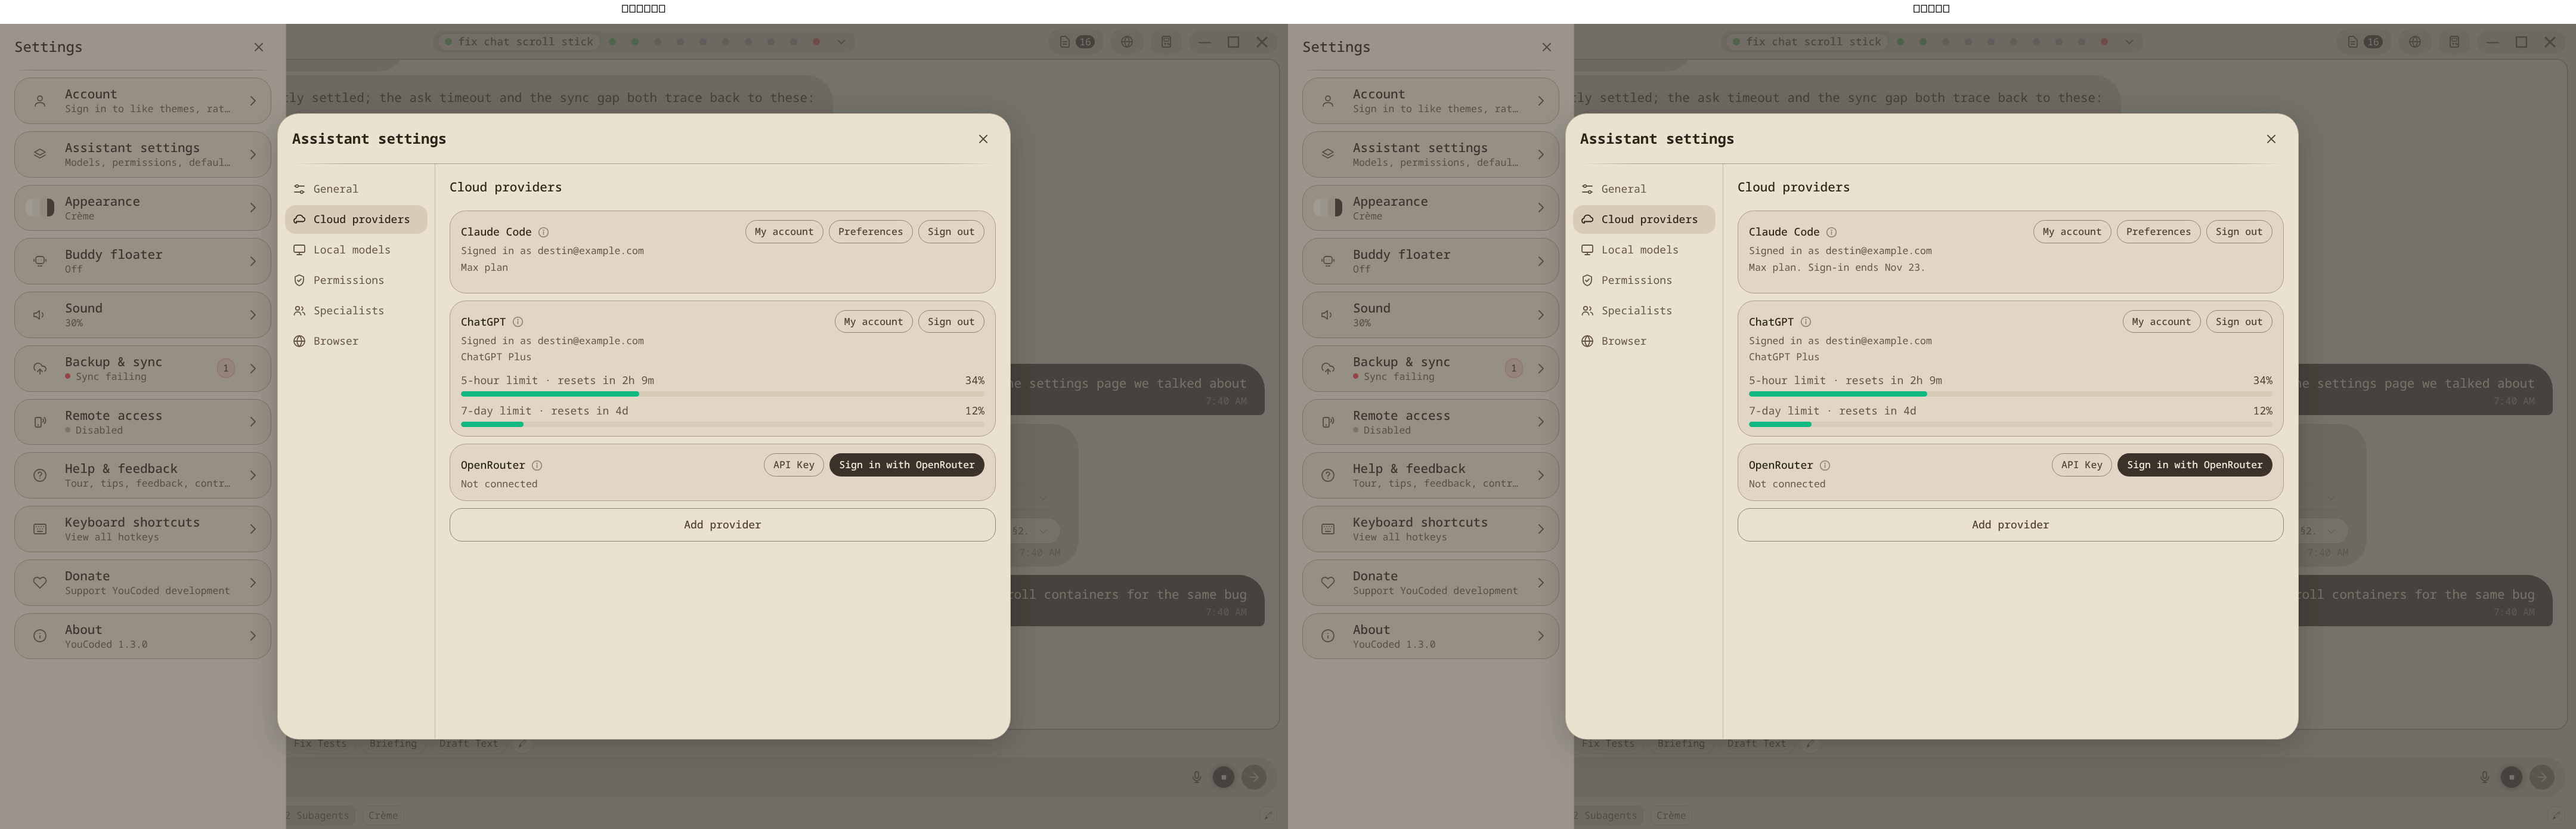 Settings
fix chat scroll stick
16
Account
Sign in to like themes, rat…
Assistant settings
Models, permissions, defaul…
Appearance
Crème
Buddy floater
Off
Sound
30%
Backup & sync
Sync failing
1
Remote access
Disabled
Help & feedback
Tour, tips, feedback, contr…
Keyboard shortcuts
View all hotkeys
Donate
Support YouCoded development
About
YouCoded 1.3.0
tly settled; the ask timeout and the sync gap both trace back to these:
Assistant settings
General
Cloud providers
Local models
Permissions
Specialists
Browser
Cloud providers
Claude Code
My account
Preferences
Sign out
Signed in as destin@example.com
Max plan
ChatGPT
My account
Sign out
Signed in as destin@example.com
ChatGPT Plus
5-hour limit · resets in 2h 9m
34%
7-day limit · resets in 4d
12%
OpenRouter
API Key
Sign in with OpenRouter
Not connected
Add provider
he settings page we talked about
7:40 AM
52.
7:40 AM
roll containers for the same bug
7:40 AM
Fix Tests
Briefing
Draft Text
2 Subagents
Crème
Settings
fix chat scroll stick
16
Account
Sign in to like themes, rat…
Assistant settings
Models, permissions, defaul…
Appearance
Crème
Buddy floater
Off
Sound
30%
Backup & sync
Sync failing
1
Remote access
Disabled
Help & feedback
Tour, tips, feedback, contr…
Keyboard shortcuts
View all hotkeys
Donate
Support YouCoded development
About
YouCoded 1.3.0
tly settled; the ask timeout and the sync gap both trace back to these:
Assistant settings
General
Cloud providers
Local models
Permissions
Specialists
Browser
Cloud providers
Claude Code
My account
Preferences
Sign out
Signed in as destin@example.com
Max plan. Sign-in ends Nov 23.
ChatGPT
My account
Sign out
Signed in as destin@example.com
ChatGPT Plus
5-hour limit · resets in 2h 9m
34%
7-day limit · resets in 4d
12%
OpenRouter
API Key
Sign in with OpenRouter
Not connected
Add provider
he settings page we talked about
7:40 AM
52.
7:40 AM
roll containers for the same bug
7:40 AM
Fix Tests
Briefing
Draft Text
2 Subagents
Crème